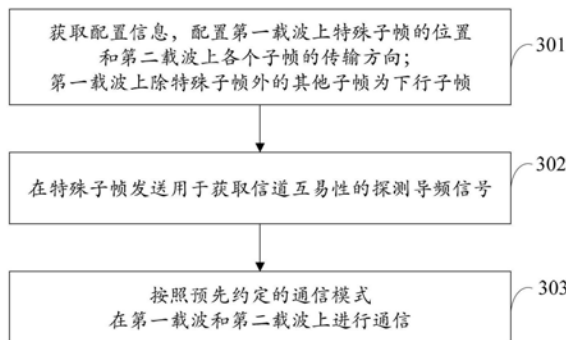 获取配置信息，配置第一载波上特殊子帧的位置
和第二载波上各个子帧的传输方向；
第一载波上除特殊子帧外的其他子帧为下行子帧
301
在特殊子帧发送用于获取信道互易性的探测导频信号
302
按照预先约定的通信模式
在第一载波和第二载波上进行通信
303